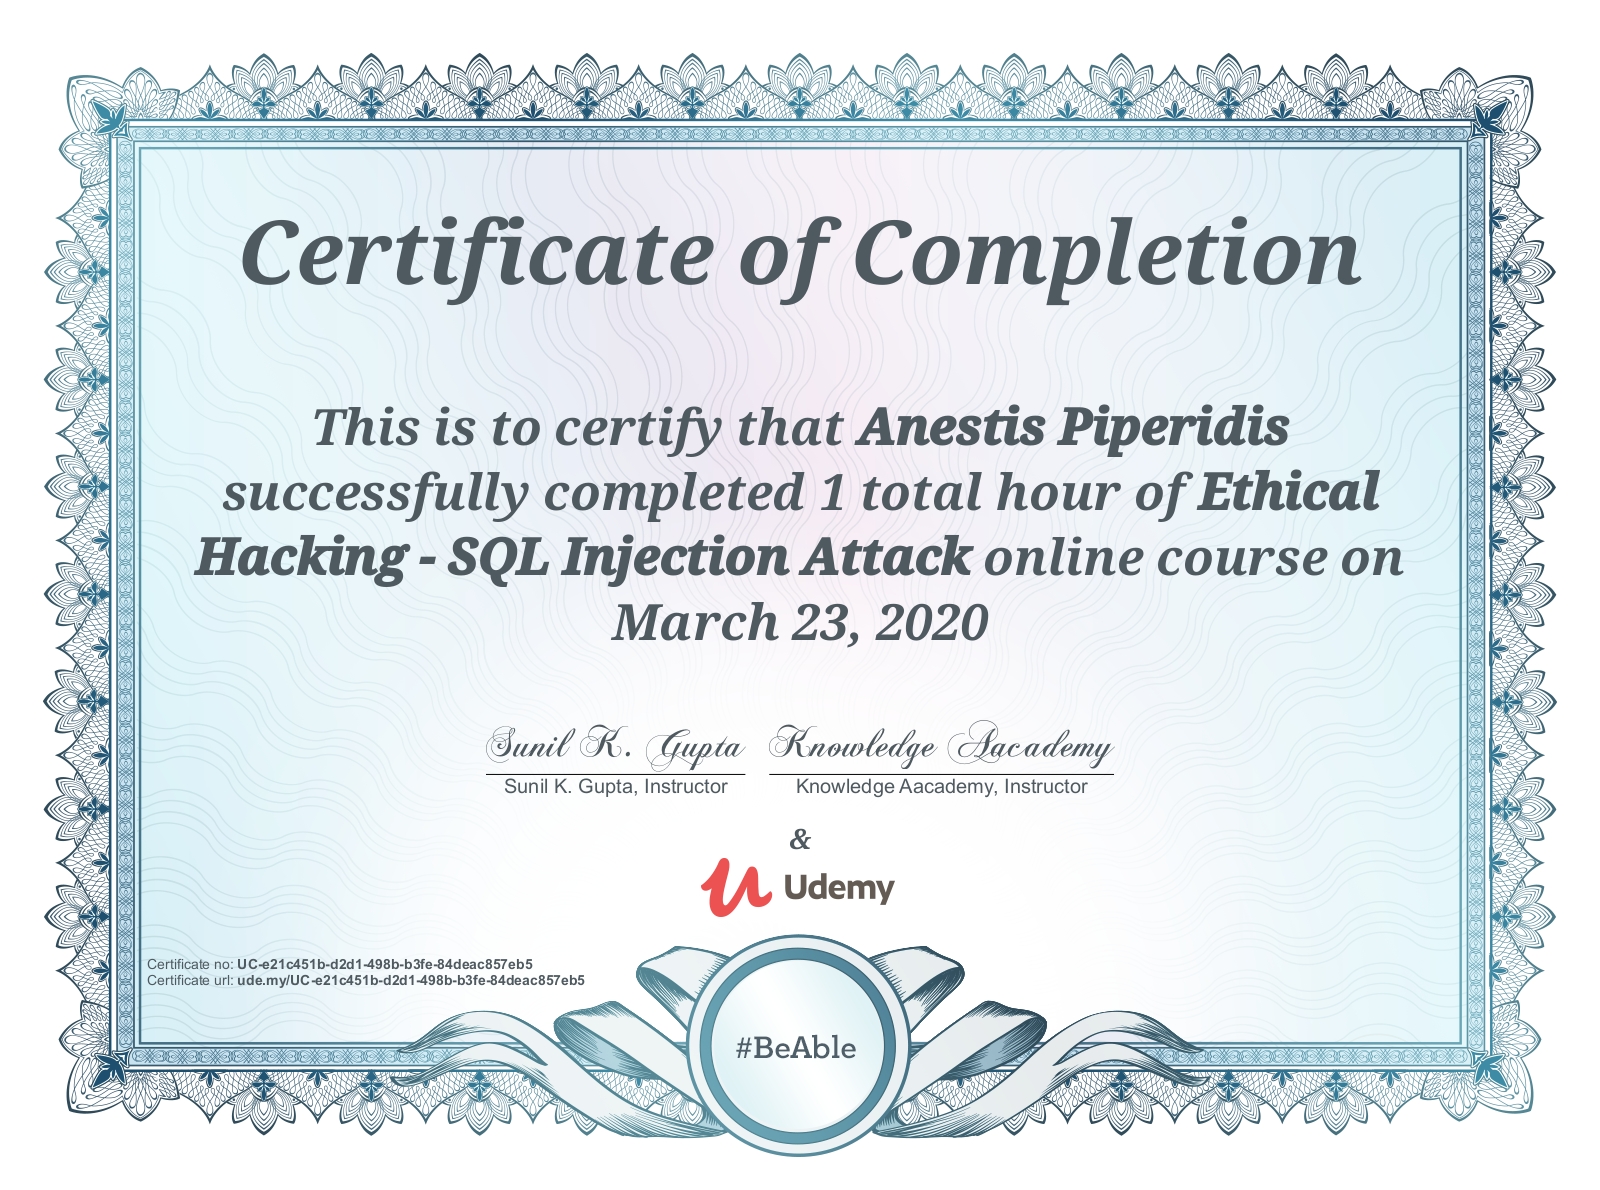 Certificate of Completion
This is to certify that Anestis Piperidis
successfully completed 1 total hour of Ethical
Hacking - SQL Injection Attack online course on
March 23, 2020
Sunil K. Gupta Knowledge Aacademy
Sunil K. Gupta, Instructor Knowledge Aacademy, Instructor
&
Udemy
Certificate no: UC-e21c451b-d2d1-498b-b3fe-84deac857eb5
Certificate url: ude.my/UC-e21c451b-d2d1-498b-b3fe-84deac857eb5
#BeAble